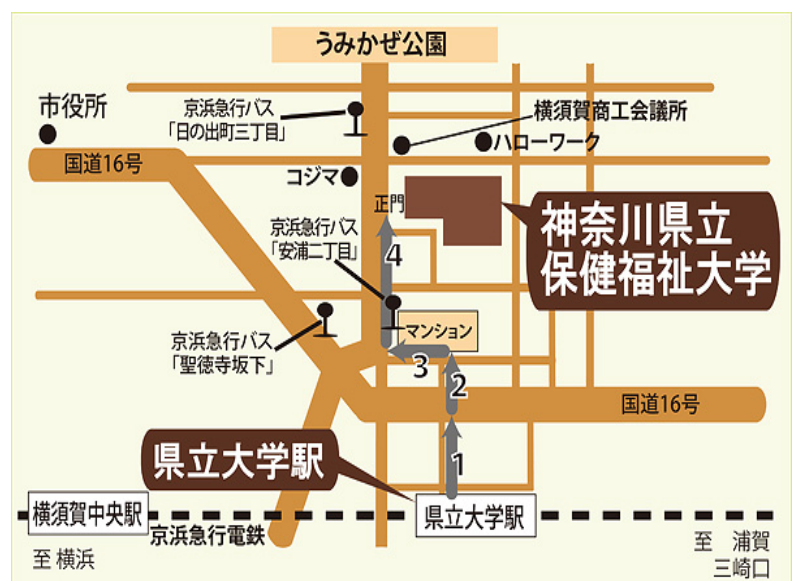 うみかぜ公園
市役所
京浜急行バス
「日の出町三丁目」
横須賀商工会議所
ハローワーク
国道16号
コジマ
正門
神奈川県立
保健福祉大学
京浜急行バス
「安浦二丁目」
4
マンション
京浜急行バス
「聖徳寺坂下」
3
2
国道16号
県立大学駅
1
横須賀中央駅
京浜急行電鉄
県立大学駅
至 横浜
至 浦賀
三崎口